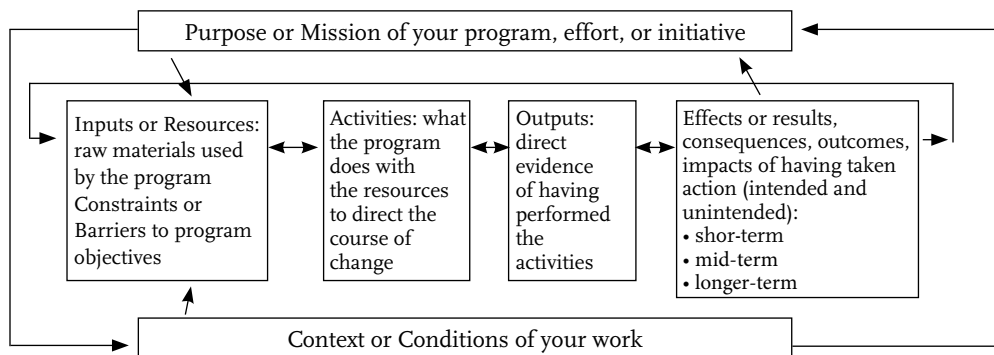 Purpose or Mission of your program, effort, or initiative
Inputs or Resources:
raw materials used
by the program
Constraints or
Barriers to program
objectives
Activities: what
the program
does with
the resources
to direct the
course of
change
Outputs:
direct
evidence
of having
performed
the
activities
Effects or results,
consequences, outcomes,
impacts of having taken
action (intended and
unintended):
• shor-term
• mid-term
• longer-term
Context or Conditions of your work